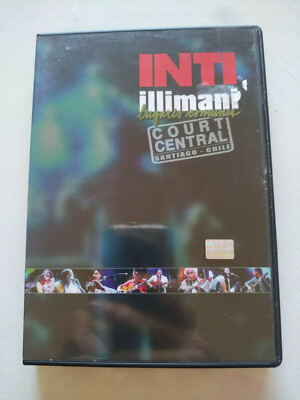 INTI
illimani
lugares comunes
COURT
CENTRAL
SANTIAGO - CHILE